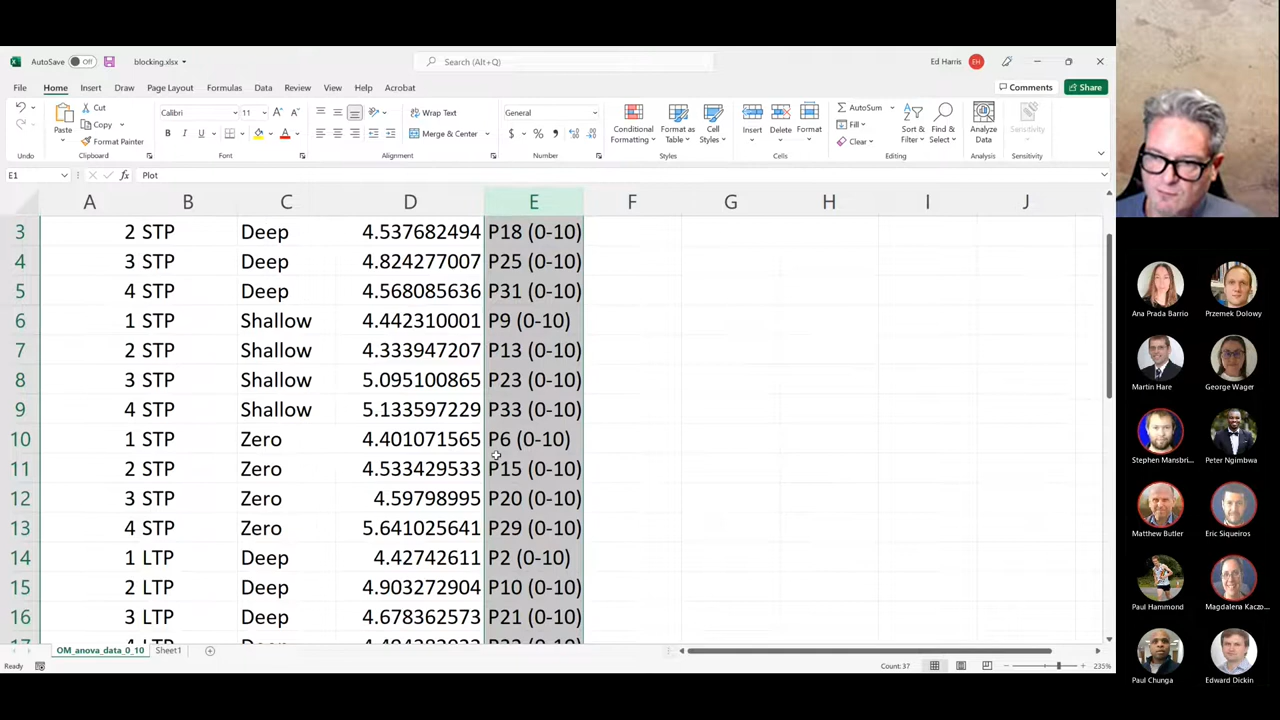 AutoSave Off blocking.xlsx Search (Alt+Q) Ed Harris EH
File Home Insert Draw Page Layout Formulas Data Review View Help Acrobat Comments Share
Paste Cut Copy Format Painter Calibri 11 Wrap Text Merge & Center General Conditional Formatting Format as Table Cell Styles Insert Delete Format AutoSum Fill Clear Sort & Filter Find & Select Analyze Data Sensitivity
Undo Clipboard Font Alignment Number Styles Cells Editing Analysis Sensitivity
E1 fx Plot
A B C D E F G H I J
3 2 STP Deep 4.537682494 P18 (0-10)
4 3 STP Deep 4.824277007 P25 (0-10)
5 4 STP Deep 4.568085636 P31 (0-10)
6 1 STP Shallow 4.442310001 P9 (0-10)
7 2 STP Shallow 4.333947207 P13 (0-10)
8 3 STP Shallow 5.095100865 P23 (0-10)
9 4 STP Shallow 5.133597229 P33 (0-10)
10 1 STP Zero 4.401071565 P6 (0-10)
11 2 STP Zero 4.533429533 P15 (0-10)
12 3 STP Zero 4.59798995 P20 (0-10)
13 4 STP Zero 5.641025641 P29 (0-10)
14 1 LTP Deep 4.42742611 P2 (0-10)
15 2 LTP Deep 4.903272904 P10 (0-10)
16 3 LTP Deep 4.678362573 P21 (0-10)
OM_anova_data_0_10 Sheet1
Ready Count: 37 235%
Ana Prada Barrio Przemek Dolowy
Martin Hare George Wager
Stephen Mansbri... Peter Ngimbwa
Matthew Butler Eric Siqueiros
Paul Hammond Magdalena Kaczo...
Paul Chunga Edward Dickin